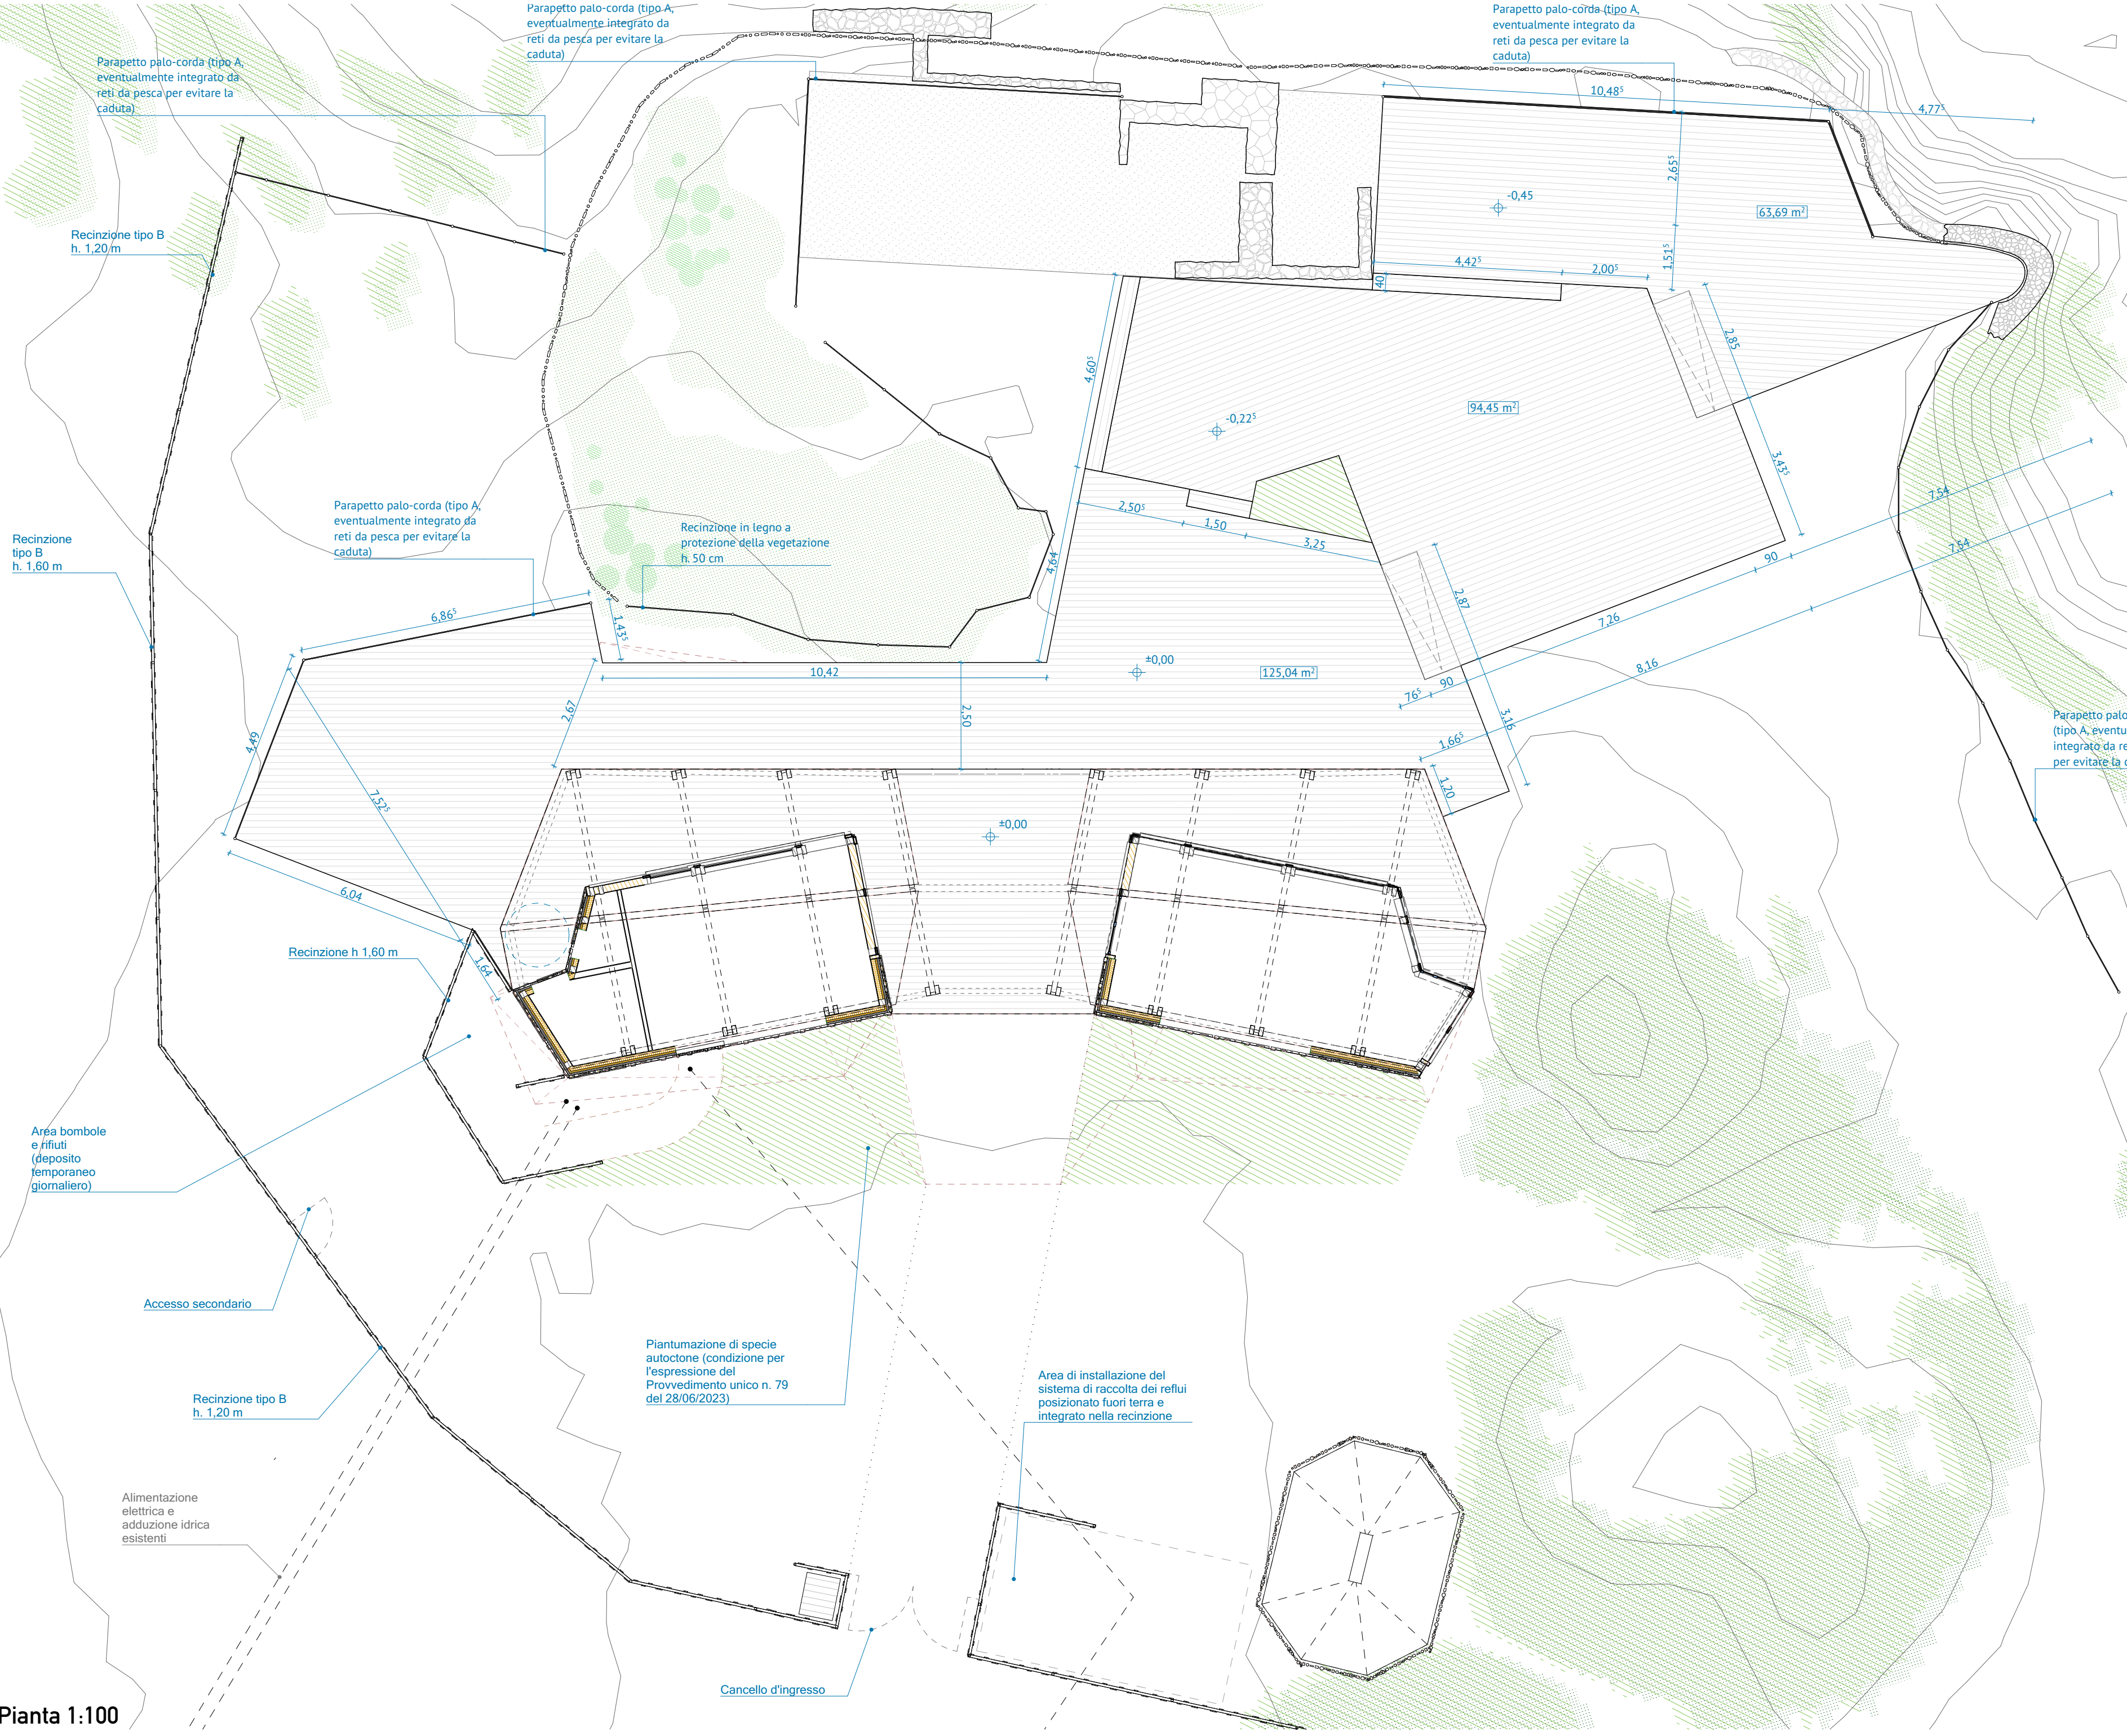 Parapetto palo-corda (tipo A,
eventualmente integrato da
reti da pesca per evitare la
caduta)
Parapetto palo-corda (tipo A,
eventualmente integrato da
reti da pesca per evitare la
caduta)
Parapetto palo-corda (tipo A,
eventualmente integrato da
reti da pesca per evitare la
caduta)
10,48⁵
4,77⁵
2,65⁵
-0,45
63,69 m²
Recinzione tipo B
h. 1,20 m
4,42⁵
2,00⁵
1,51⁵
40
2,85
4,60⁵
94,45 m²
-0,22⁵
3,43⁵
7,54
Parapetto palo-corda (tipo A,
eventualmente integrato da
reti da pesca per evitare la
caduta)
Recinzione in legno a
protezione della vegetazione
h. 50 cm
2,50⁵
1,50
3,25
Recinzione
tipo B
h. 1,60 m
4,64
7,54
90
2,87
7,26
6,86⁵
1,43⁵
±0,00
125,04 m²
8,16
10,42
76⁵
90
2,67
2,50
3,16
4,49
1,66⁵
Parapetto palo
(tipo A, eventu
integrato da re
per evitare la c
1,20
7,52⁵
±0,00
6,04
Recinzione h 1,60 m
1,64
Area bombole
e rifiuti
(deposito
temporaneo
giornaliero)
Accesso secondario
Piantumazione di specie
autoctone (condizione per
l'espressione del
Provvedimento unico n. 79
del 28/06/2023)
Area di installazione del
sistema di raccolta dei reflui
posizionato fuori terra e
integrato nella recinzione
Recinzione tipo B
h. 1,20 m
Alimentazione
elettrica e
adduzione idrica
esistenti
Cancello d'ingresso
Pianta 1:100